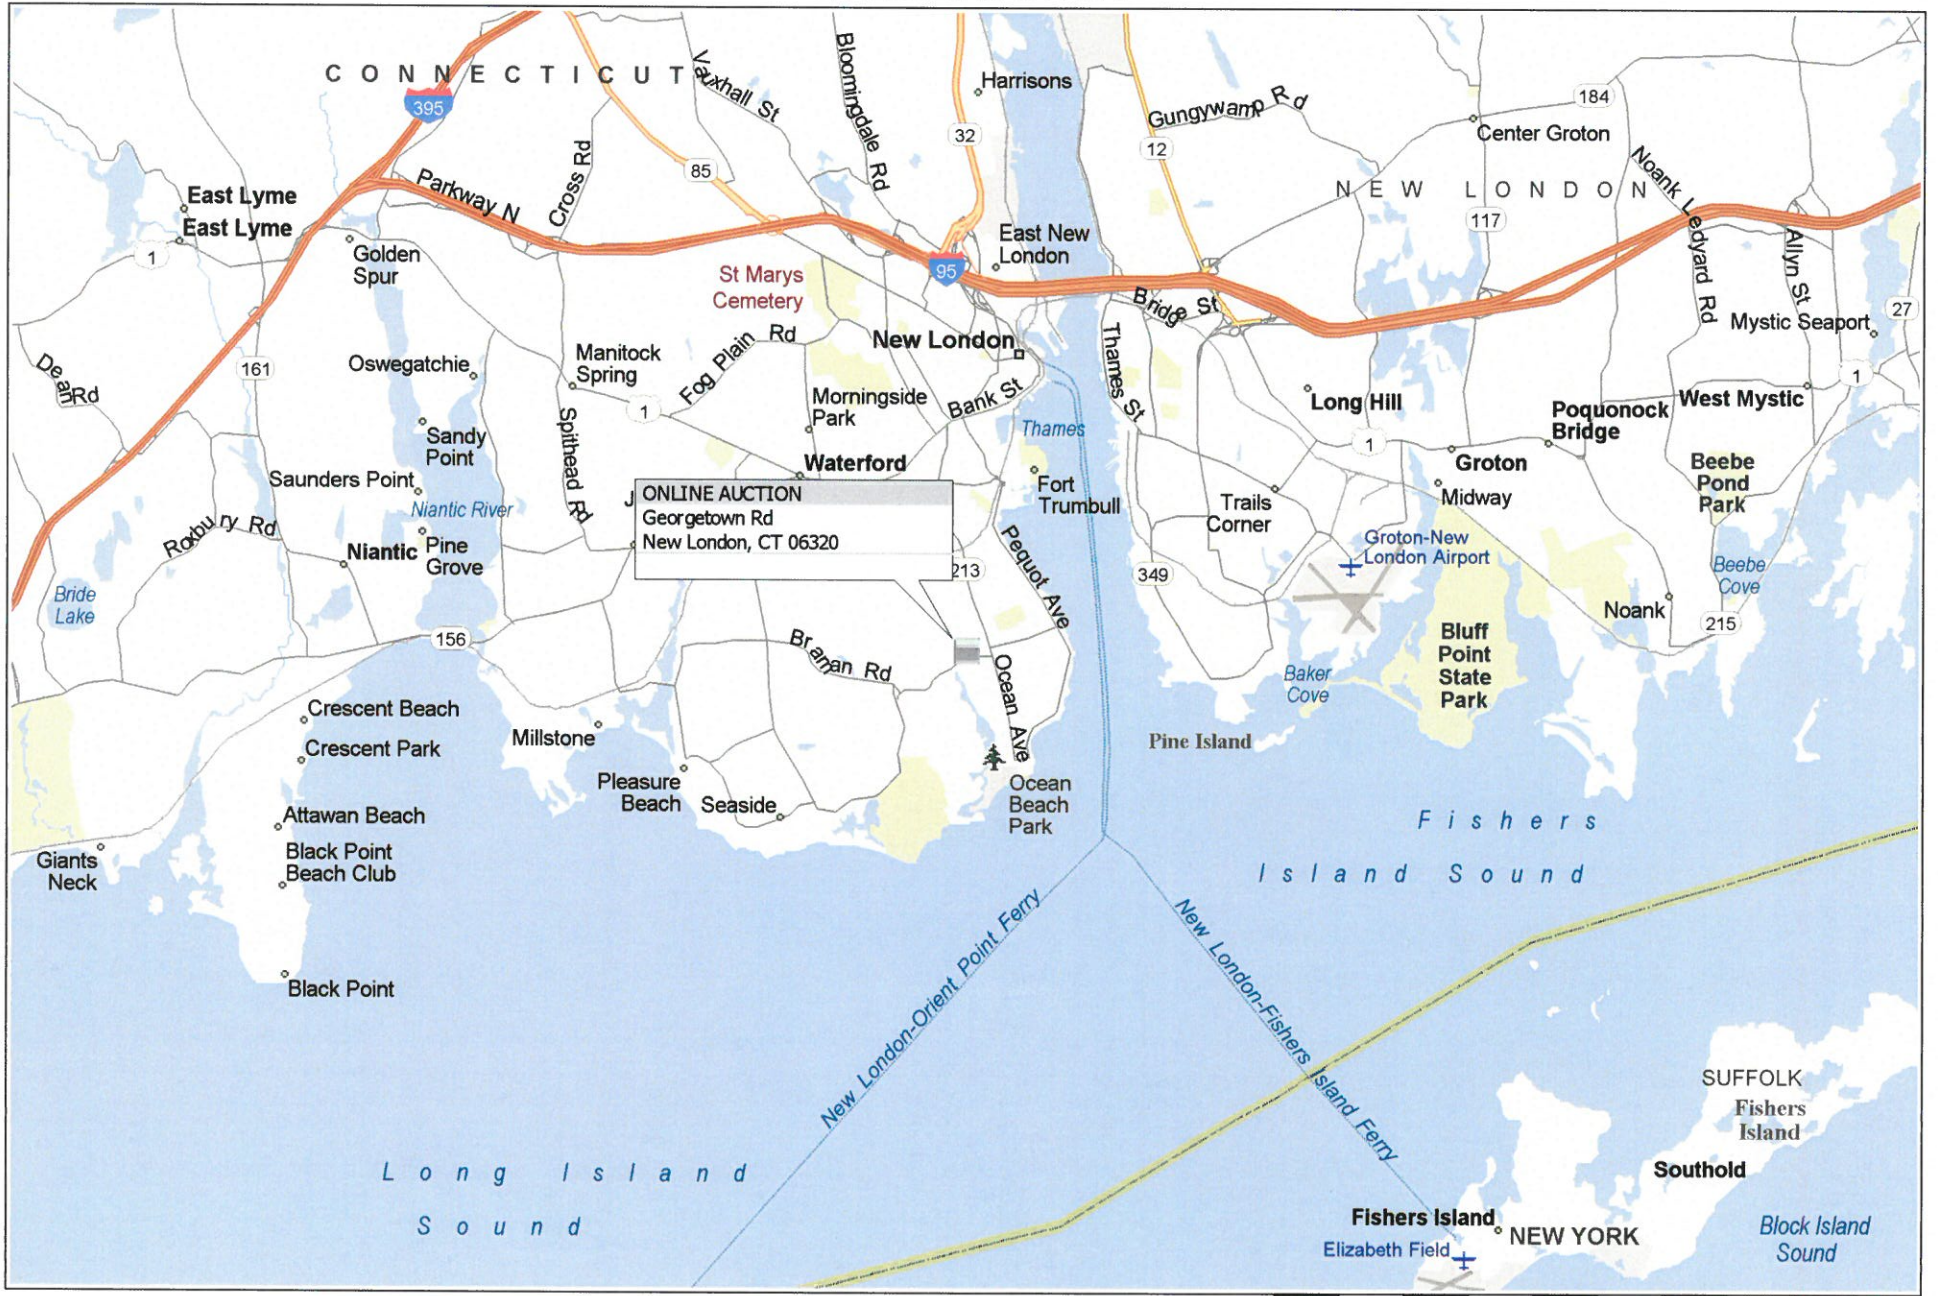 CONNECTICUT
395
Vauxhall St
Bloomingdale Rd
Harrisons
32
Gungywamp Rd
184
Center Groton
12
85
Cross Rd
Parkway N
NEW LONDON
Noank Ledyard Rd
117
Allyn St
East Lyme
East Lyme
1
Golden
Spur
East New
London
95
St Marys
Cemetery
Bridge St
27
Mystic Seaport
New London
Thames St
Dean Rd
161
Oswegatchie
Manitock
Spring
Fog Plain Rd
1
Morningside
Park
Bank St
Thames
Long Hill
1
Poquonock
Bridge
West Mystic
1
Sandy
Point
Spithead Rd
Waterford
Groton
Midway
Beebe
Pond
Park
Saunders Point
Niantic River
J
ONLINE AUCTION
Georgetown Rd
New London, CT 06320
Fort
Trumbull
Trails
Corner
Roxbury Rd
Niantic
Pine
Grove
213
Pequot Ave
349
Groton-New
London Airport
Beebe
Cove
Bride
Lake
156
Noank
215
Branan Rd
Ocean Ave
Baker
Cove
Bluff
Point
State
Park
Crescent Beach
Crescent Park
Millstone
Pleasure
Beach
Seaside
Ocean
Beach
Park
Pine Island
Attawan Beach
Black Point
Beach Club
Giants
Neck
Black Point
Fishers
Island Sound
New London-Orient Point Ferry
New London-Fishers Island Ferry
Long Island
Sound
SUFFOLK
Fishers
Island
Southold
Fishers Island
NEW YORK
Elizabeth Field
Block Island
Sound